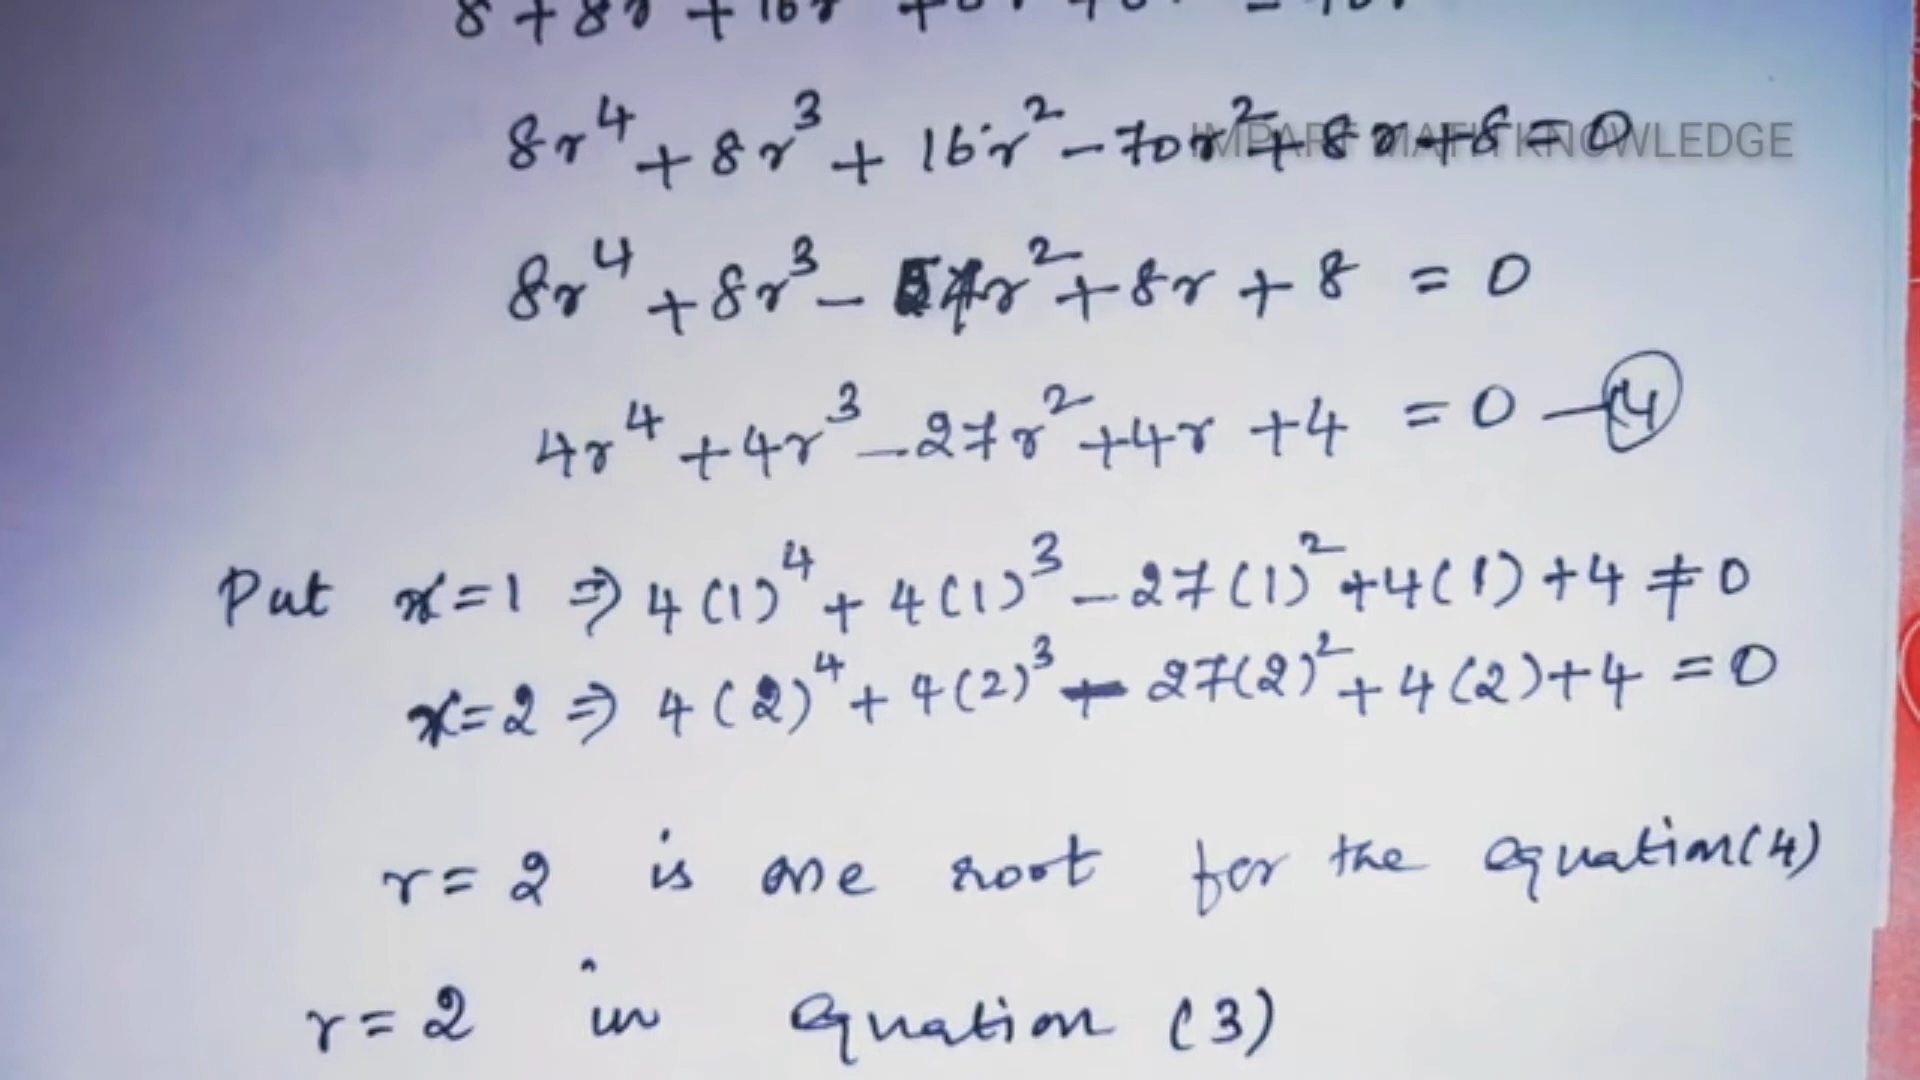 8r⁴ + 8r³ + 16r² - 70r² + 8r + 8 = 0
IMPART MATH KNOWLEDGE
8r⁴ + 8r³ - 54r² + 8r + 8 = 0
4r⁴ + 4r³ - 27r² + 4r + 4 = 0 — (4)
Put x=1 ⇒ 4(1)⁴ + 4(1)³ - 27(1)² + 4(1) + 4 ≠ 0
x=2 ⇒ 4(2)⁴ + 4(2)³ - 27(2)² + 4(2) + 4 = 0
r = 2 is one root for the equation (4)
r = 2 in equation (3)